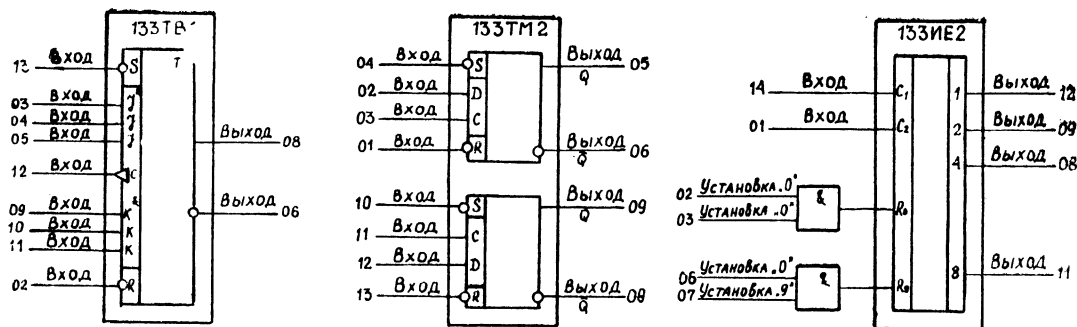 133ТВ1
13 Вход S T
03 Вход J
04 Вход J
05 Вход J
Выход 08
12 Вход C
09 Вход K &
10 Вход K
11 Вход K
Выход 06
02 Вход R
133ТМ2
04 Вход S Выход Q 05
02 Вход D
03 Вход C
01 Вход R Выход Q̅ 06
10 Вход S Выход Q 09
11 Вход C
12 Вход D
13 Вход R Выход Q̅ 08
133ИЕ2
14 Вход C1 1 Выход 12
01 Вход C2 2 Выход 09
4 Выход 08
02 Установка „0"
03 Установка „0"
& R₀
8 Выход 11
06 Установка „0"
07 Установка „9"
& R₉